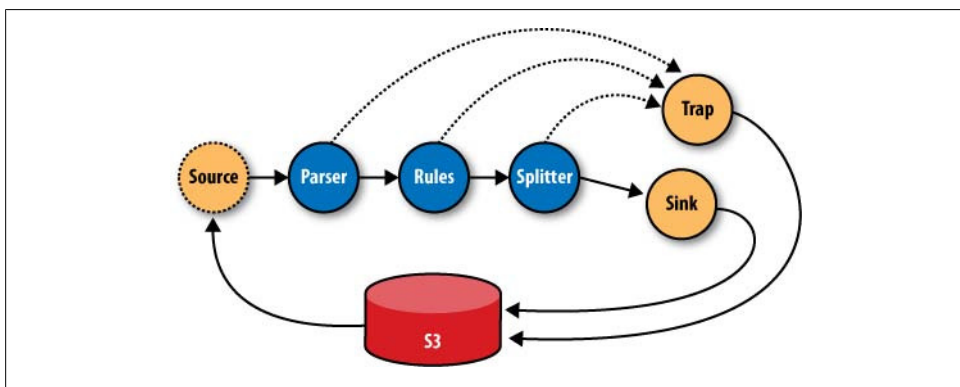 Trap
Source
Parser
Rules
Splitter
Sink
S3